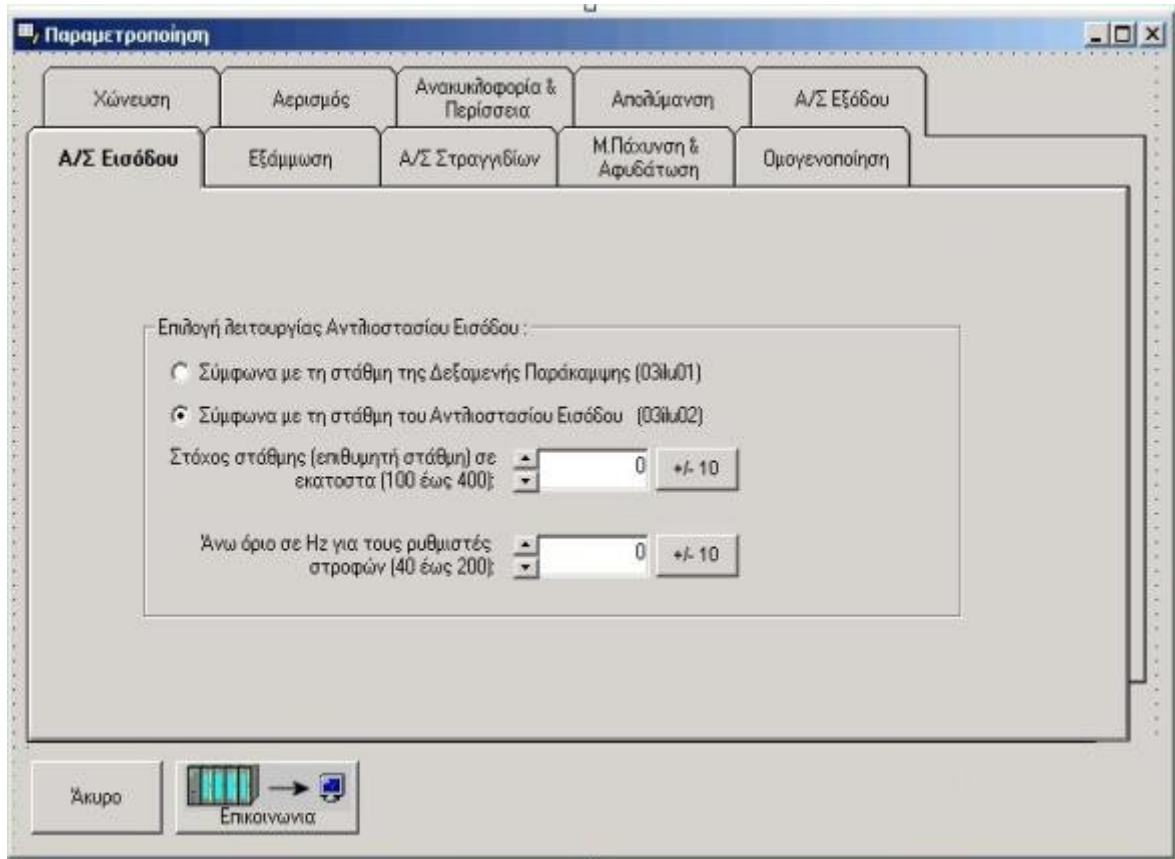 Παραμετροποίηση
Χώνευση
Αερισμός
Ανακυκλοφορία &
Περίσσεια
Απολύμανση
Α/Σ Εξόδου
Α/Σ Εισόδου
Εξάμμωση
Α/Σ Στραγγιδίων
Μ.Πάχυνση &
Αφυδάτωση
Ομογενοποίηση
Επιλογή λειτουργίας Αντλιοστασίου Εισόδου :
Σύμφωνα με τη στάθμη της Δεξαμενής Παράκαμψης (03ilu01)
Σύμφωνα με τη στάθμη του Αντλιοστασίου Εισόδου (03ilu02)
Στόχος στάθμης (επιθυμητή στάθμη) σε
εκατοστα (100 έως 400):
0
+/- 10
Άνω όριο σε Hz για τους ρυθμιστές
στροφών (40 έως 200):
0
+/- 10
Άκυρο
Επικοινωνια